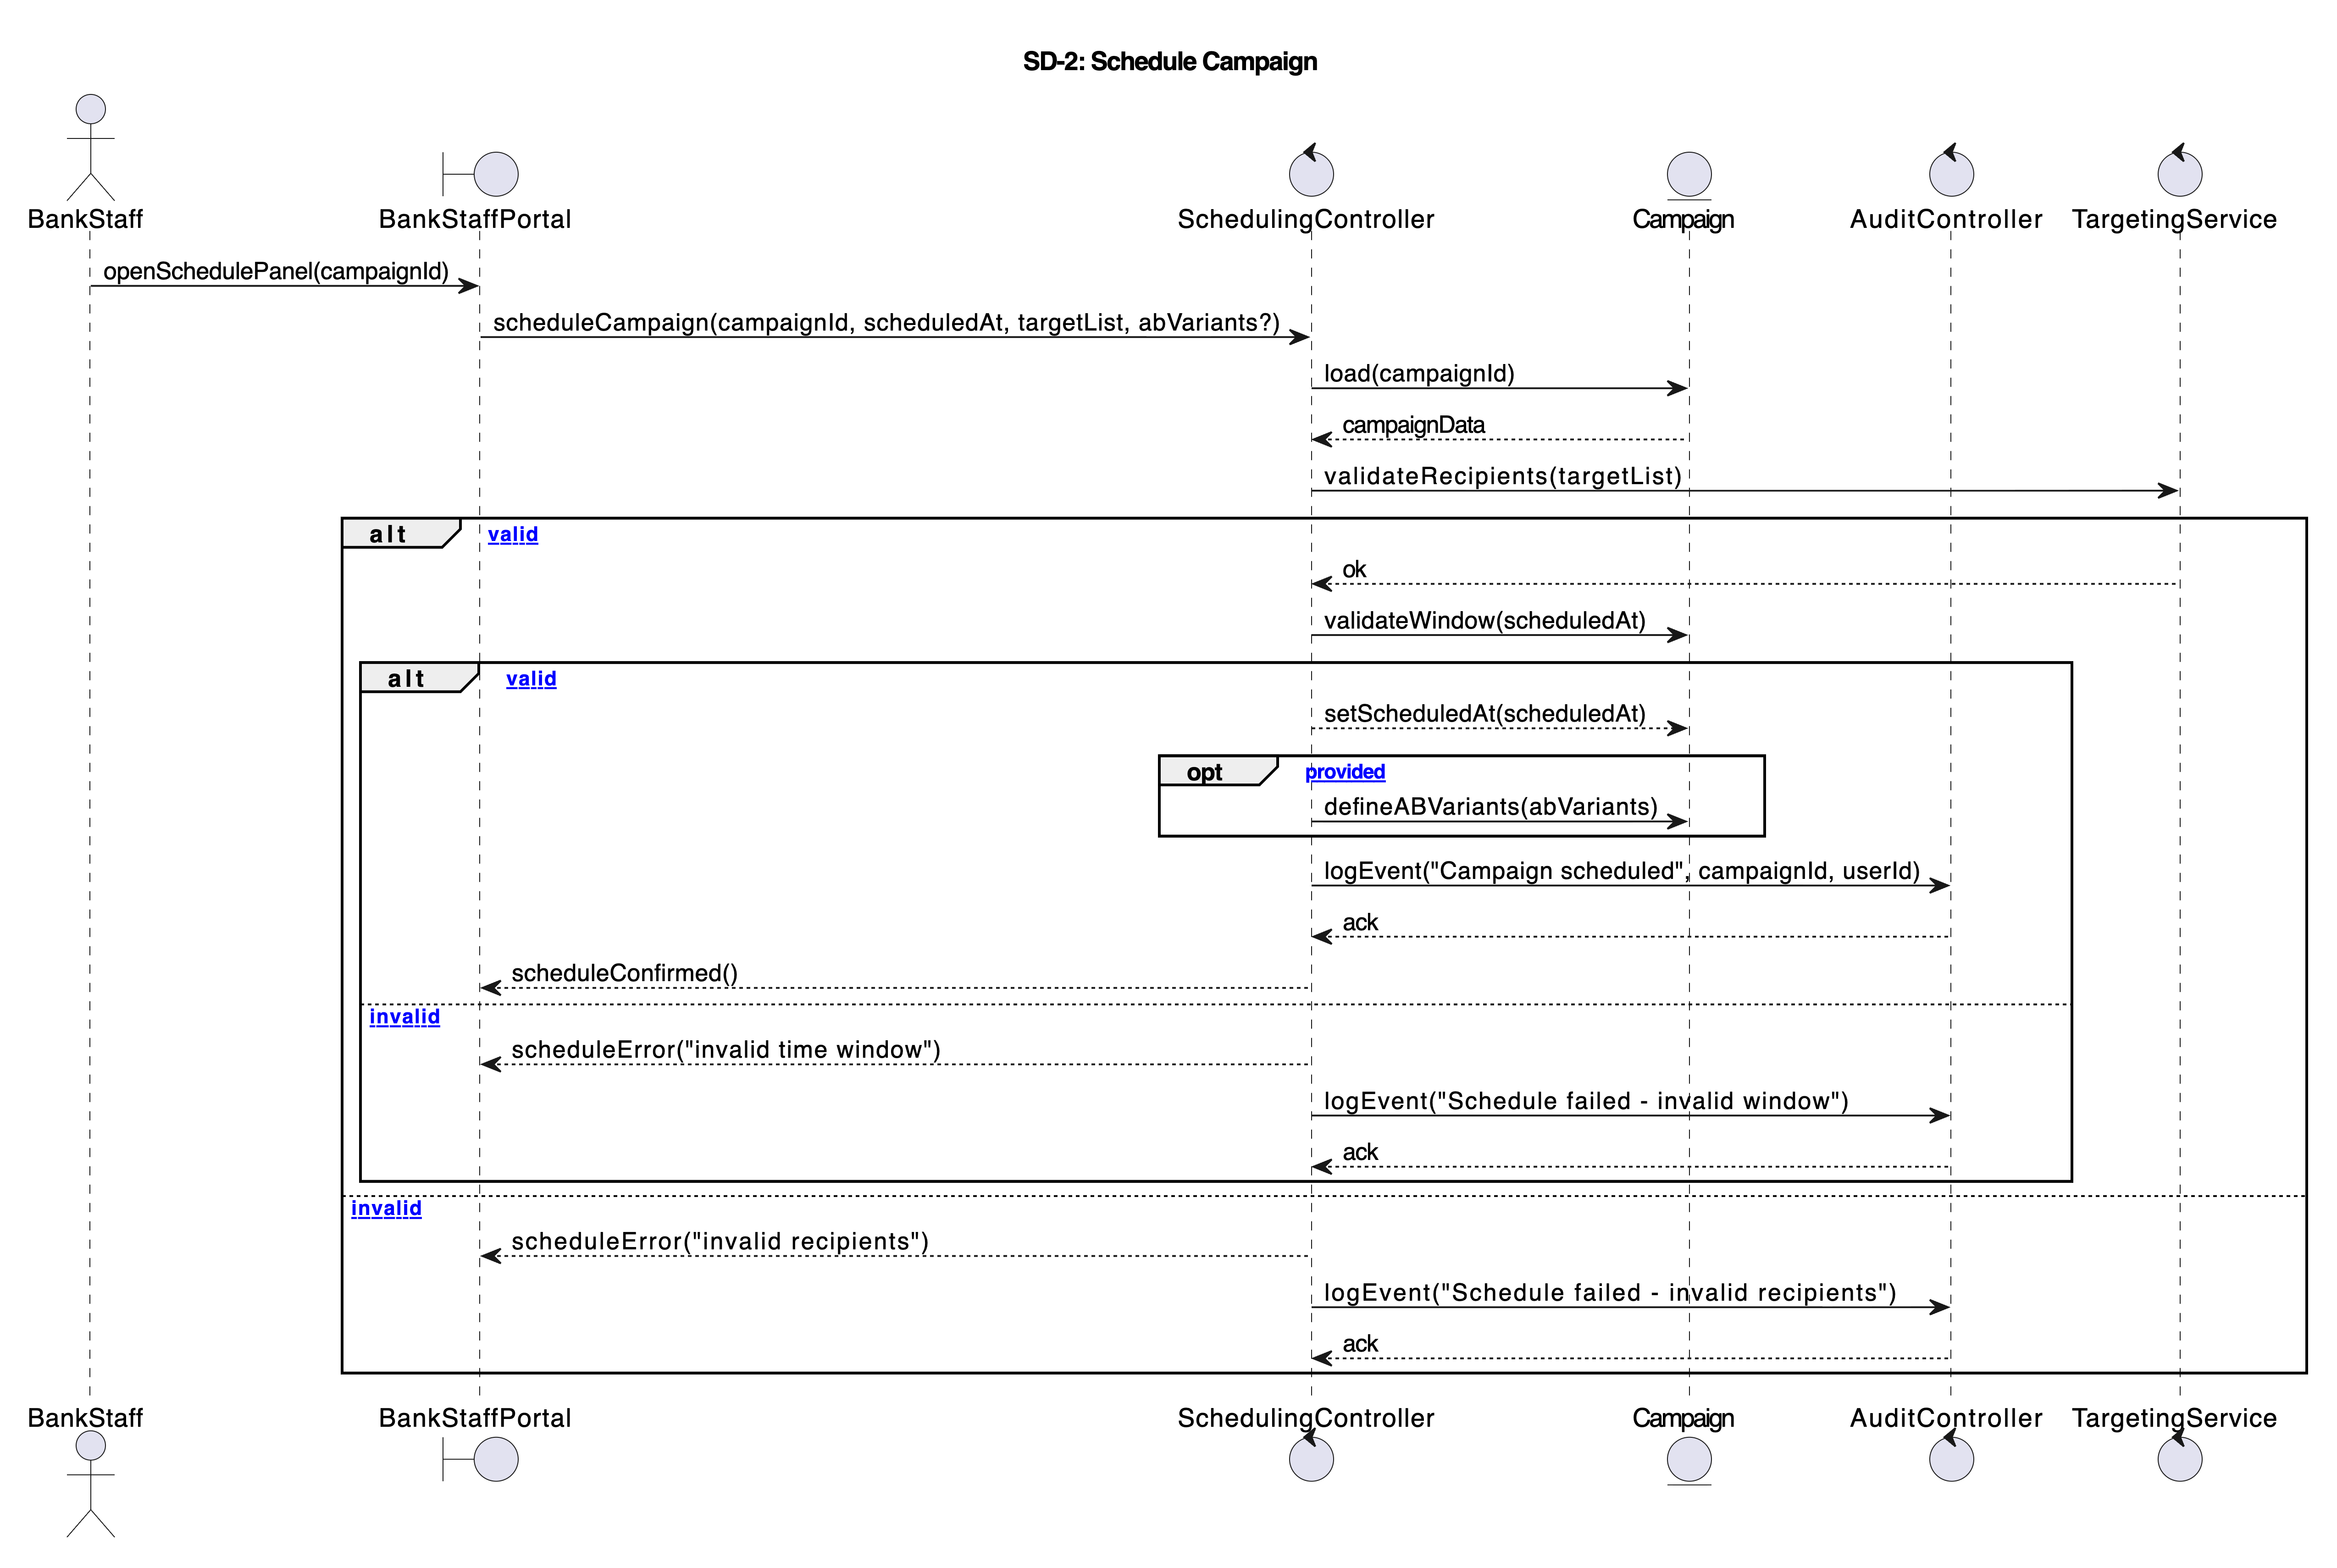 SD-2: Schedule Campaign
BankStaff
BankStaffPortal
SchedulingController
Campaign
AuditController
TargetingService
openSchedulePanel(campaignId)
scheduleCampaign(campaignId, scheduledAt, targetList, abVariants?)
load(campaignId)
campaignData
validateRecipients(targetList)
alt
valid
ok
validateWindow(scheduledAt)
alt
valid
setScheduledAt(scheduledAt)
opt
provided
defineABVariants(abVariants)
logEvent("Campaign scheduled", campaignId, userId)
ack
scheduleConfirmed()
invalid
scheduleError("invalid time window")
logEvent("Schedule failed - invalid window")
ack
invalid
scheduleError("invalid recipients")
logEvent("Schedule failed - invalid recipients")
ack
BankStaff
BankStaffPortal
SchedulingController
Campaign
AuditController
TargetingService